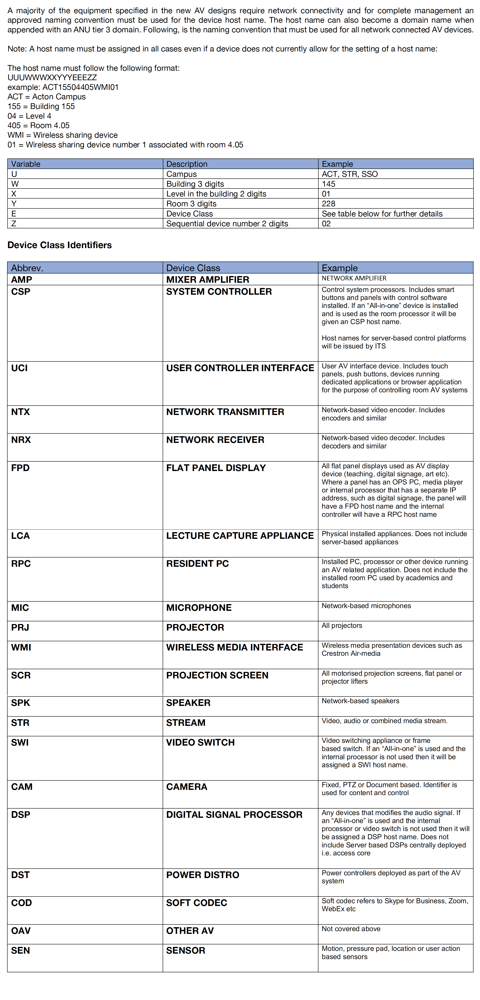 A majority of the equipment specified in the new AV designs require network connectivity and for complete management an
approved naming convention must be used for the device host name. The host name can also become a domain name when
appended with an ANU tier 3 domain. Following, is the naming convention that must be used for all network connected AV devices.
Note: A host name must be assigned in all cases even if a device does not currently allow for the setting of a host name:
The host name must follow the following format:
UUUWWWXXYYYEEEZZ
example: ACT15504405WMI01
ACT = Acton Campus
155 = Building 155
04 = Level 4
405 = Room 4.05
WMI = Wireless sharing device
01 = Wireless sharing device number 1 associated with room 4.05
Variable Description Example
U Campus ACT, STR, SSO
W Building 3 digits 145
X Level in the building 2 digits 01
Y Room 3 digits 228
E Device Class See table below for further details
Z Sequential device number 2 digits 02
Device Class Identifiers
Abbrev. Device Class Example
AMP MIXER AMPLIFIER NETWORK AMPLIFIER
CSP SYSTEM CONTROLLER Control system processors. Includes smart
buttons and panels with control software
installed. If an “All-in-one” device is installed
and is used as the room processor it will be
given an CSP host name.
Host names for server-based control platforms
will be issued by ITS
UCI USER CONTROLLER INTERFACE User AV interface device. Includes touch
panels, push buttons, devices running
dedicated applications or browser application
for the purpose of controlling room AV systems
NTX NETWORK TRANSMITTER Network-based video encoder. Includes
encoders and similar
NRX NETWORK RECEIVER Network-based video decoder. Includes
decoders and similar
FPD FLAT PANEL DISPLAY All flat panel displays used as AV display
device (teaching, digital signage, art etc).
Where a panel has an OPS PC, media player
or internal processor that has a separate IP
address, such as digital signage, the panel will
have a FPD host name and the internal
controller will have a RPC host name
LCA LECTURE CAPTURE APPLIANCE Physical installed appliances. Does not include
server-based appliances
RPC RESIDENT PC Installed PC, processor or other device running
an AV related application. Does not include the
installed room PC used by academics and
students
MIC MICROPHONE Network-based microphones
PRJ PROJECTOR All projectors
WMI WIRELESS MEDIA INTERFACE Wireless media presentation devices such as
Crestron Air-media
SCR PROJECTION SCREEN All motorised projection screens, flat panel or
projector lifters
SPK SPEAKER Network-based speakers
STR STREAM Video, audio or combined media stream.
SWI VIDEO SWITCH Video switching appliance or frame
based switch. If an “All-in-one” is used and the
internal processor is not used then it will be
assigned a SWI host name.
CAM CAMERA Fixed, PTZ or Document based. Identifier is
used for content and control
DSP DIGITAL SIGNAL PROCESSOR Any devices that modifies the audio signal. If
an “All-in-one” is used and the internal
processor or video switch is not used then it will
be assigned a DSP host name. Does not
include Server based DSPs centrally deployed
i.e. access core
DST POWER DISTRO Power controllers deployed as part of the AV
system
COD SOFT CODEC Soft codec refers to Skype for Business, Zoom,
WebEx etc
OAV OTHER AV Not covered above
SEN SENSOR Motion, pressure pad, location or user action
based sensors